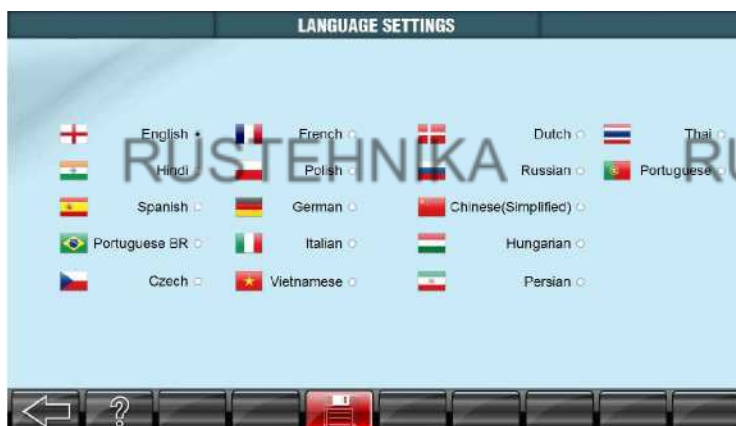 LANGUAGE SETTINGS
English French Dutch Thai
Hindi Polish Russian Portuguese
Spanish German Chinese(Simplified)
Portuguese BR Italian Hungarian
Czech Vietnamese Persian
RUSTEHNIKA RU
?